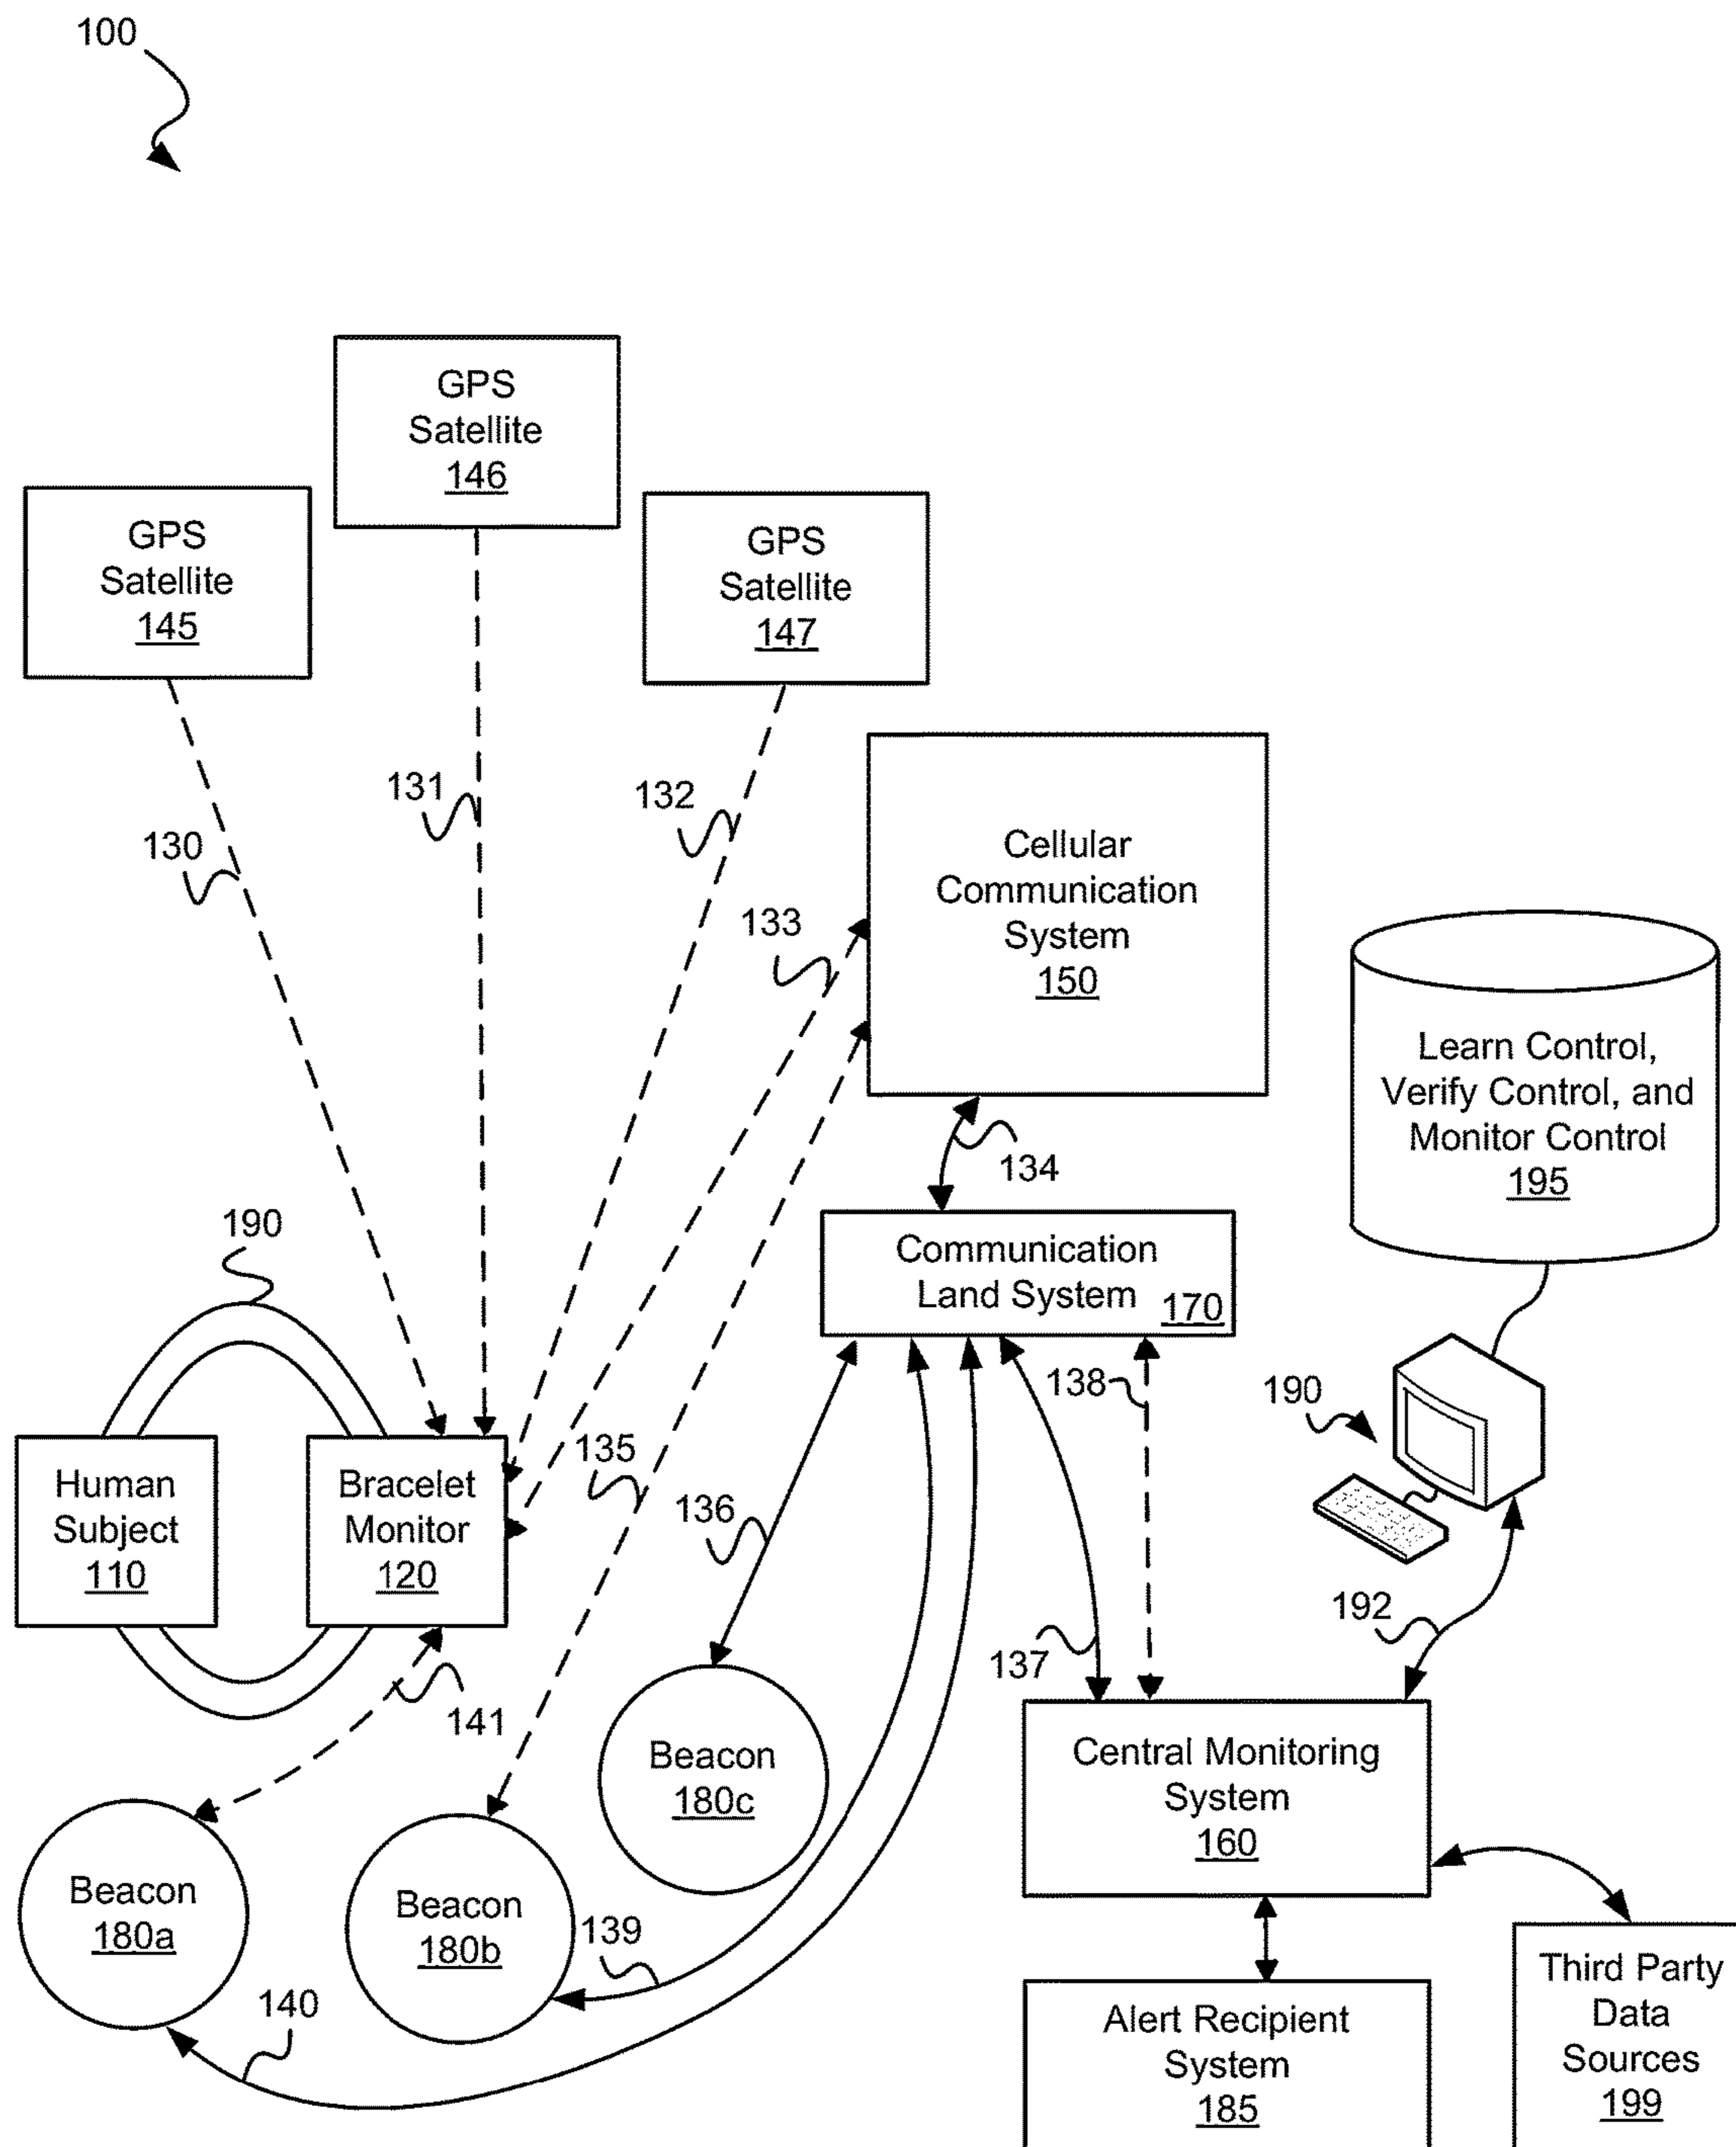 100
GPS
Satellite
146
GPS
Satellite
145
GPS
Satellite
147
131
132
130
Cellular
Communication
System
150
133
Learn Control,
Verify Control, and
Monitor Control
195
134
190
Communication
Land System
170
138
190
135
136
Human
Subject
110
Bracelet
Monitor
120
192
137
141
Beacon
180c
Central Monitoring
System
160
Beacon
180a
Beacon
180b
139
140
Third Party
Data
Sources
199
Alert Recipient
System
185